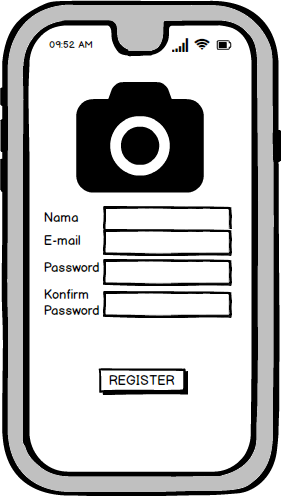 09:52 AM
Nama
E-mail
Password
Konfirm
Password
REGISTER